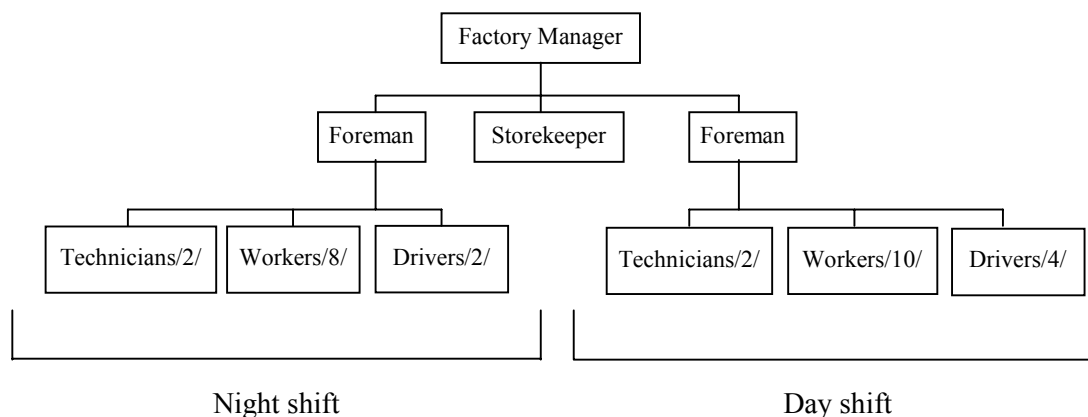 Factory Manager
Foreman Storekeeper Foreman
Technicians/2/ Workers/8/ Drivers/2/ Technicians/2/ Workers/10/ Drivers/4/
Night shift Day shift